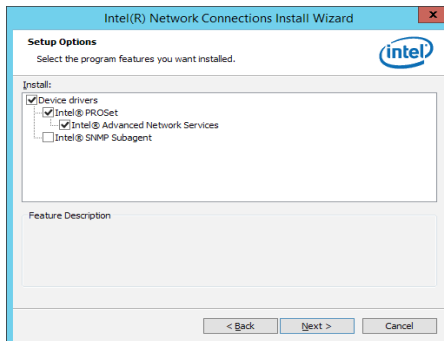 Intel(R) Network Connections Install Wizard
x
Setup Options
Select the program features you want installed.
intel
Install:
Device drivers
Intel® PROSet
Intel® Advanced Network Services
Intel® SNMP Subagent
Feature Description
< Back
Next >
Cancel